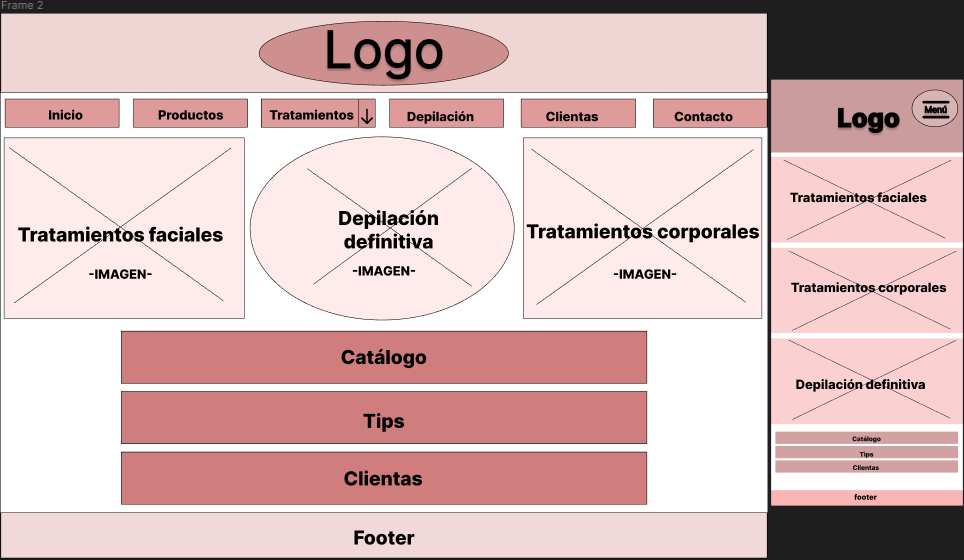 Frame 2
Logo
Inicio
Productos
Tratamientos
Depilación
Clientas
Contacto
Tratamientos faciales
-IMAGEN-
Depilación
definitiva
-IMAGEN-
Tratamientos corporales
-IMAGEN-
Catálogo
Tips
Clientas
Footer
Logo
Menú
Tratamientos faciales
Tratamientos corporales
Depilación definitiva
Catálogo
Tips
Clientas
footer